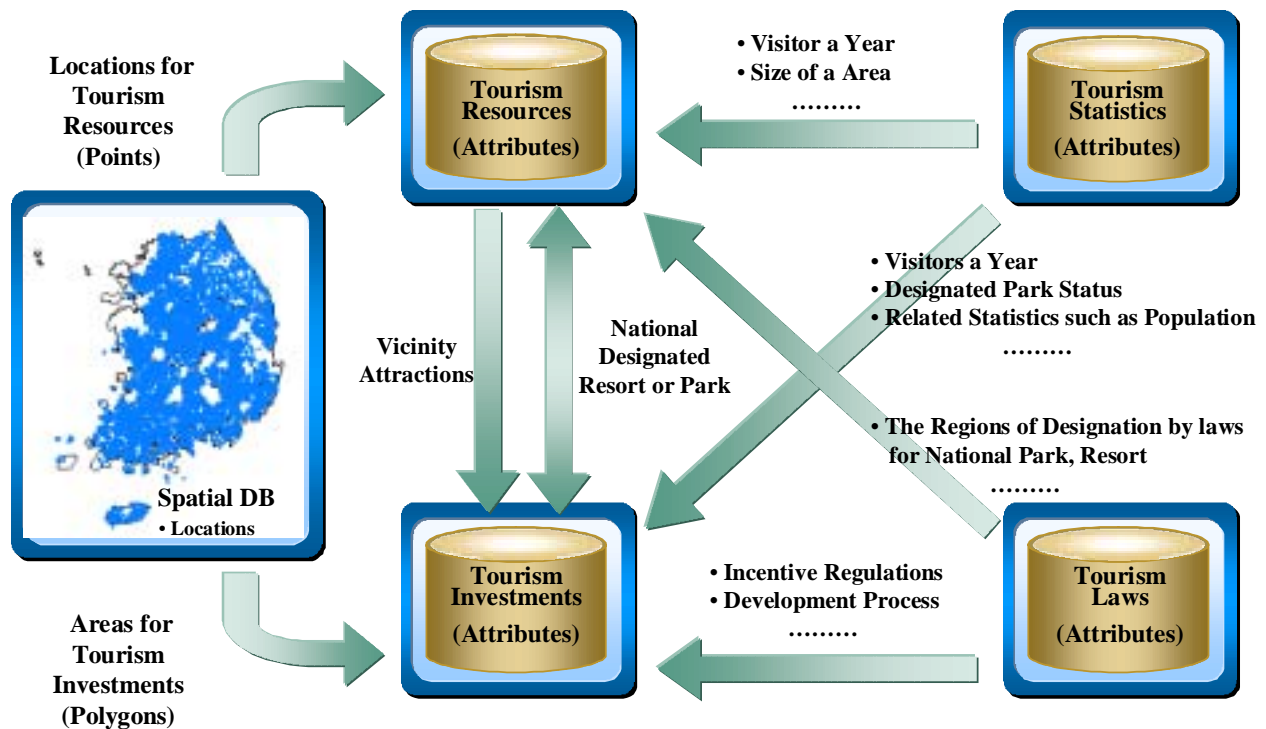 Locations for
Tourism
Resources
(Points)
Tourism
Resources
(Attributes)
• Visitor a Year
• Size of a Area
………
Tourism
Statistics
(Attributes)
Spatial DB
• Locations
Vicinity
Attractions
National
Designated
Resort or Park
• Visitors a Year
• Designated Park Status
• Related Statistics such as Population
………
• The Regions of Designation by laws
for National Park, Resort
………
Areas for
Tourism
Investments
(Polygons)
Tourism
Investments
(Attributes)
• Incentive Regulations
• Development Process
………
Tourism
Laws
(Attributes)